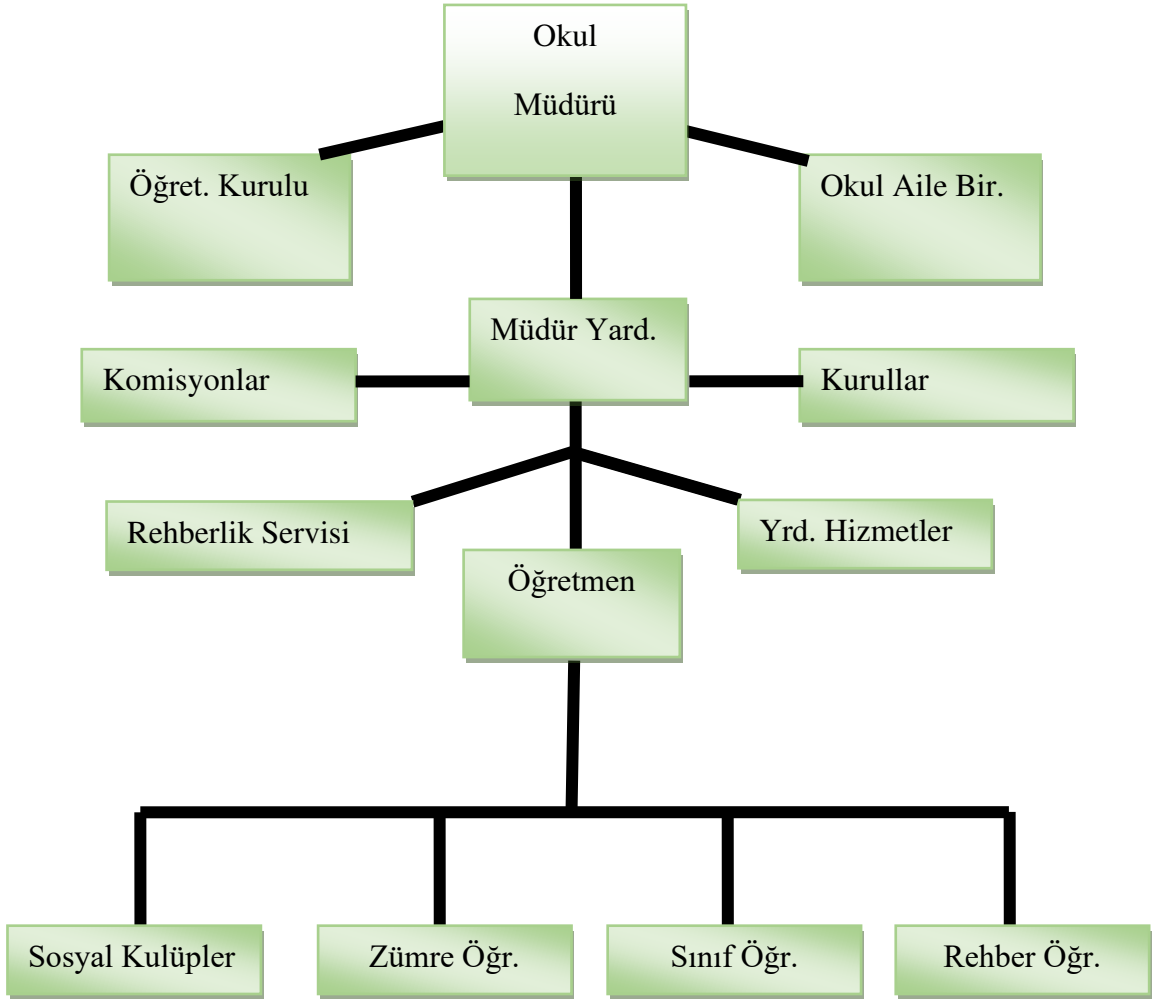 Okul
Müdürü
Öğret. Kurulu
Okul Aile Bir.
Müdür Yard.
Komisyonlar
Kurullar
Rehberlik Servisi
Yrd. Hizmetler
Öğretmen
Sosyal Kulüpler
Zümre Öğr.
Sınıf Öğr.
Rehber Öğr.